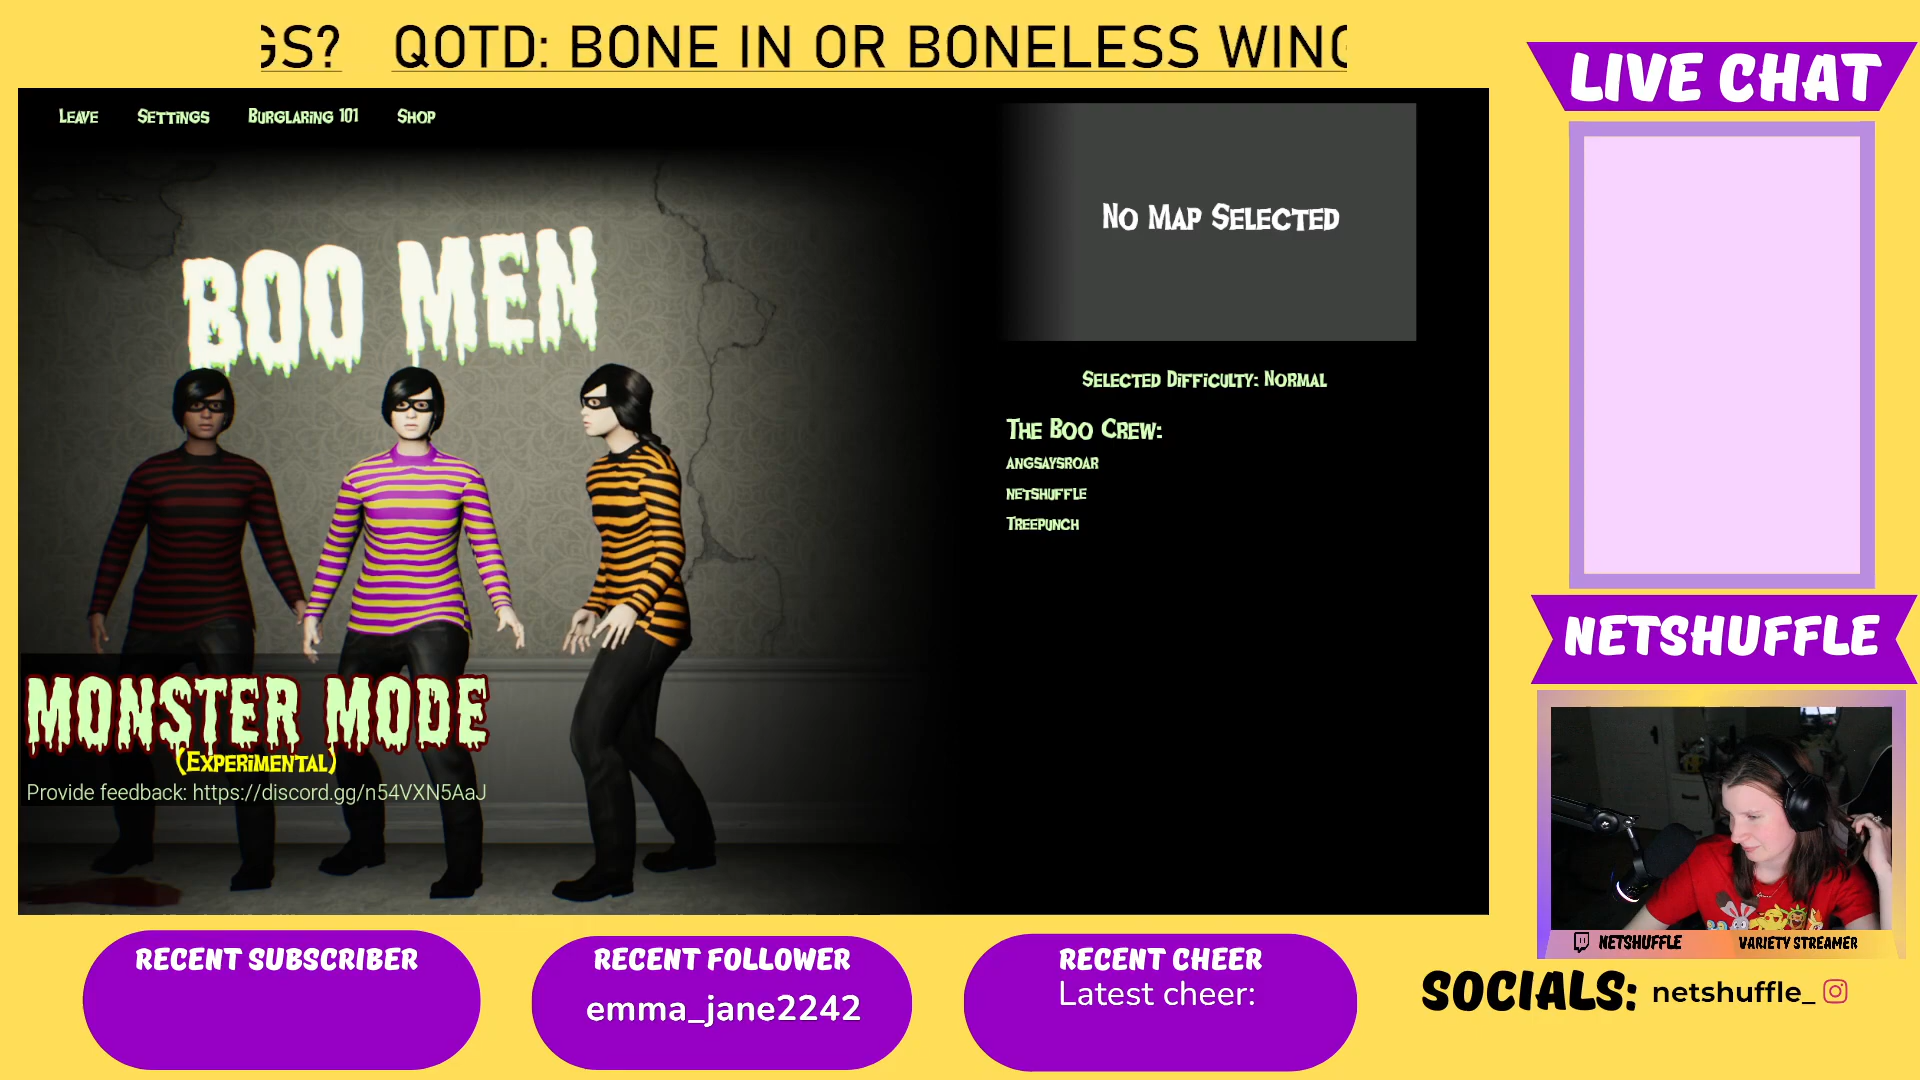 GS? QOTD: BONE IN OR BONELESS WING
LIVE CHAT
Leave Settings Burglaring 101 Shop
No Map Selected
BOO MEN
Selected Difficulty: Normal
The Boo Crew:
angsaysroar
netshuffle
Treepunch
NETSHUFFLE
MONSTER MODE
(Experimental)
Provide feedback: https://discord.gg/n54VXN5AaJ
NETSHUFFLE VARIETY STREAMER
RECENT SUBSCRIBER
RECENT FOLLOWER
emma_jane2242
RECENT CHEER
Latest cheer:
SOCIALS: netshuffle_